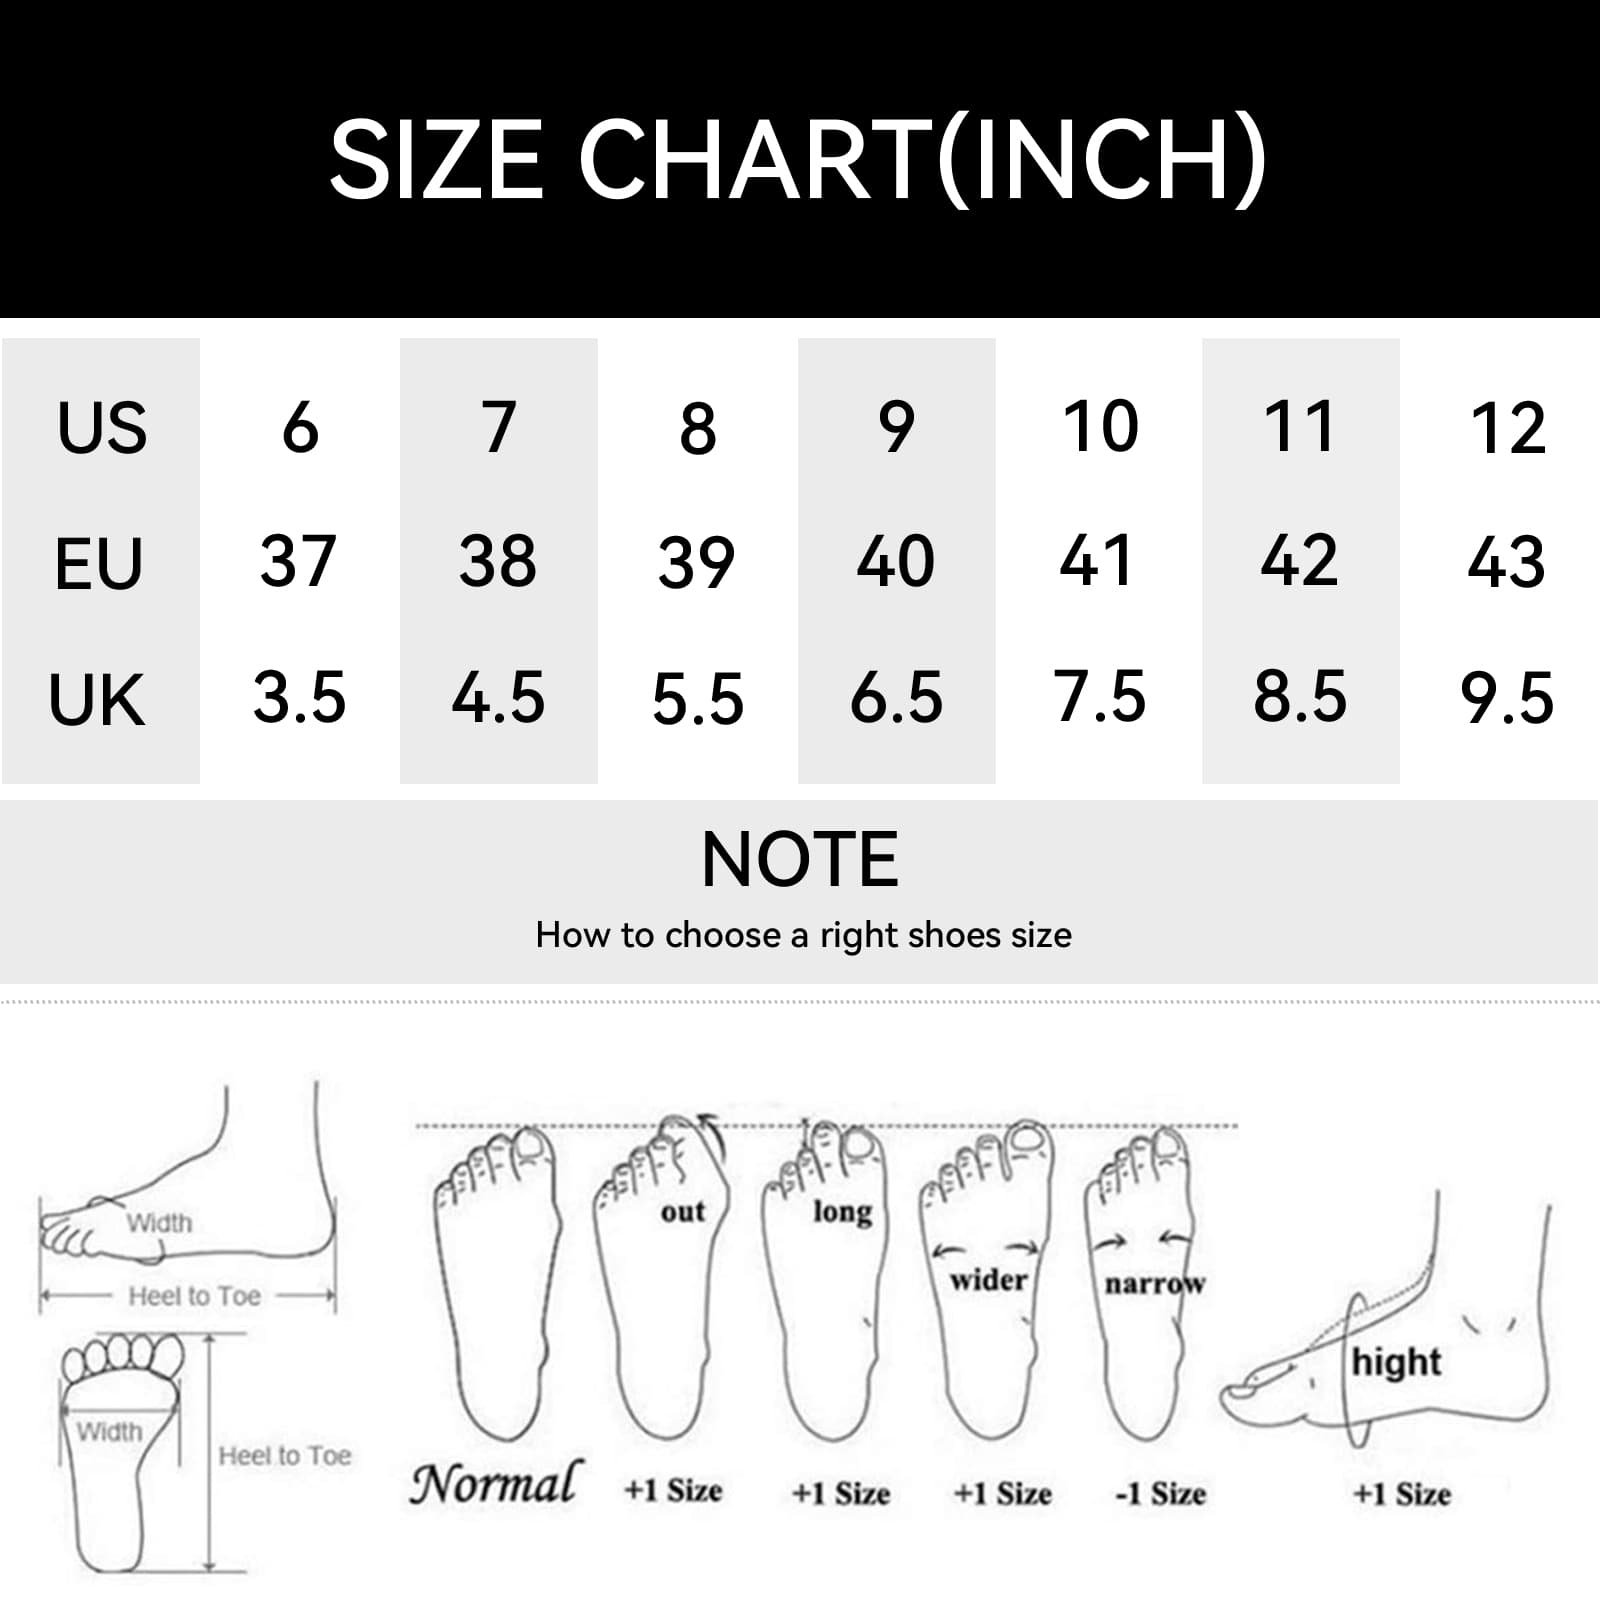 SIZE CHART(INCH)
US 6 7 8 9 10 11 12
EU 37 38 39 40 41 42 43
UK 3.5 4.5 5.5 6.5 7.5 8.5 9.5
NOTE
How to choose a right shoes size
Width
Heel to Toe
Width
Heel to Toe
out
long
wider
narrow
hight
Normal +1 Size +1 Size +1 Size -1 Size +1 Size